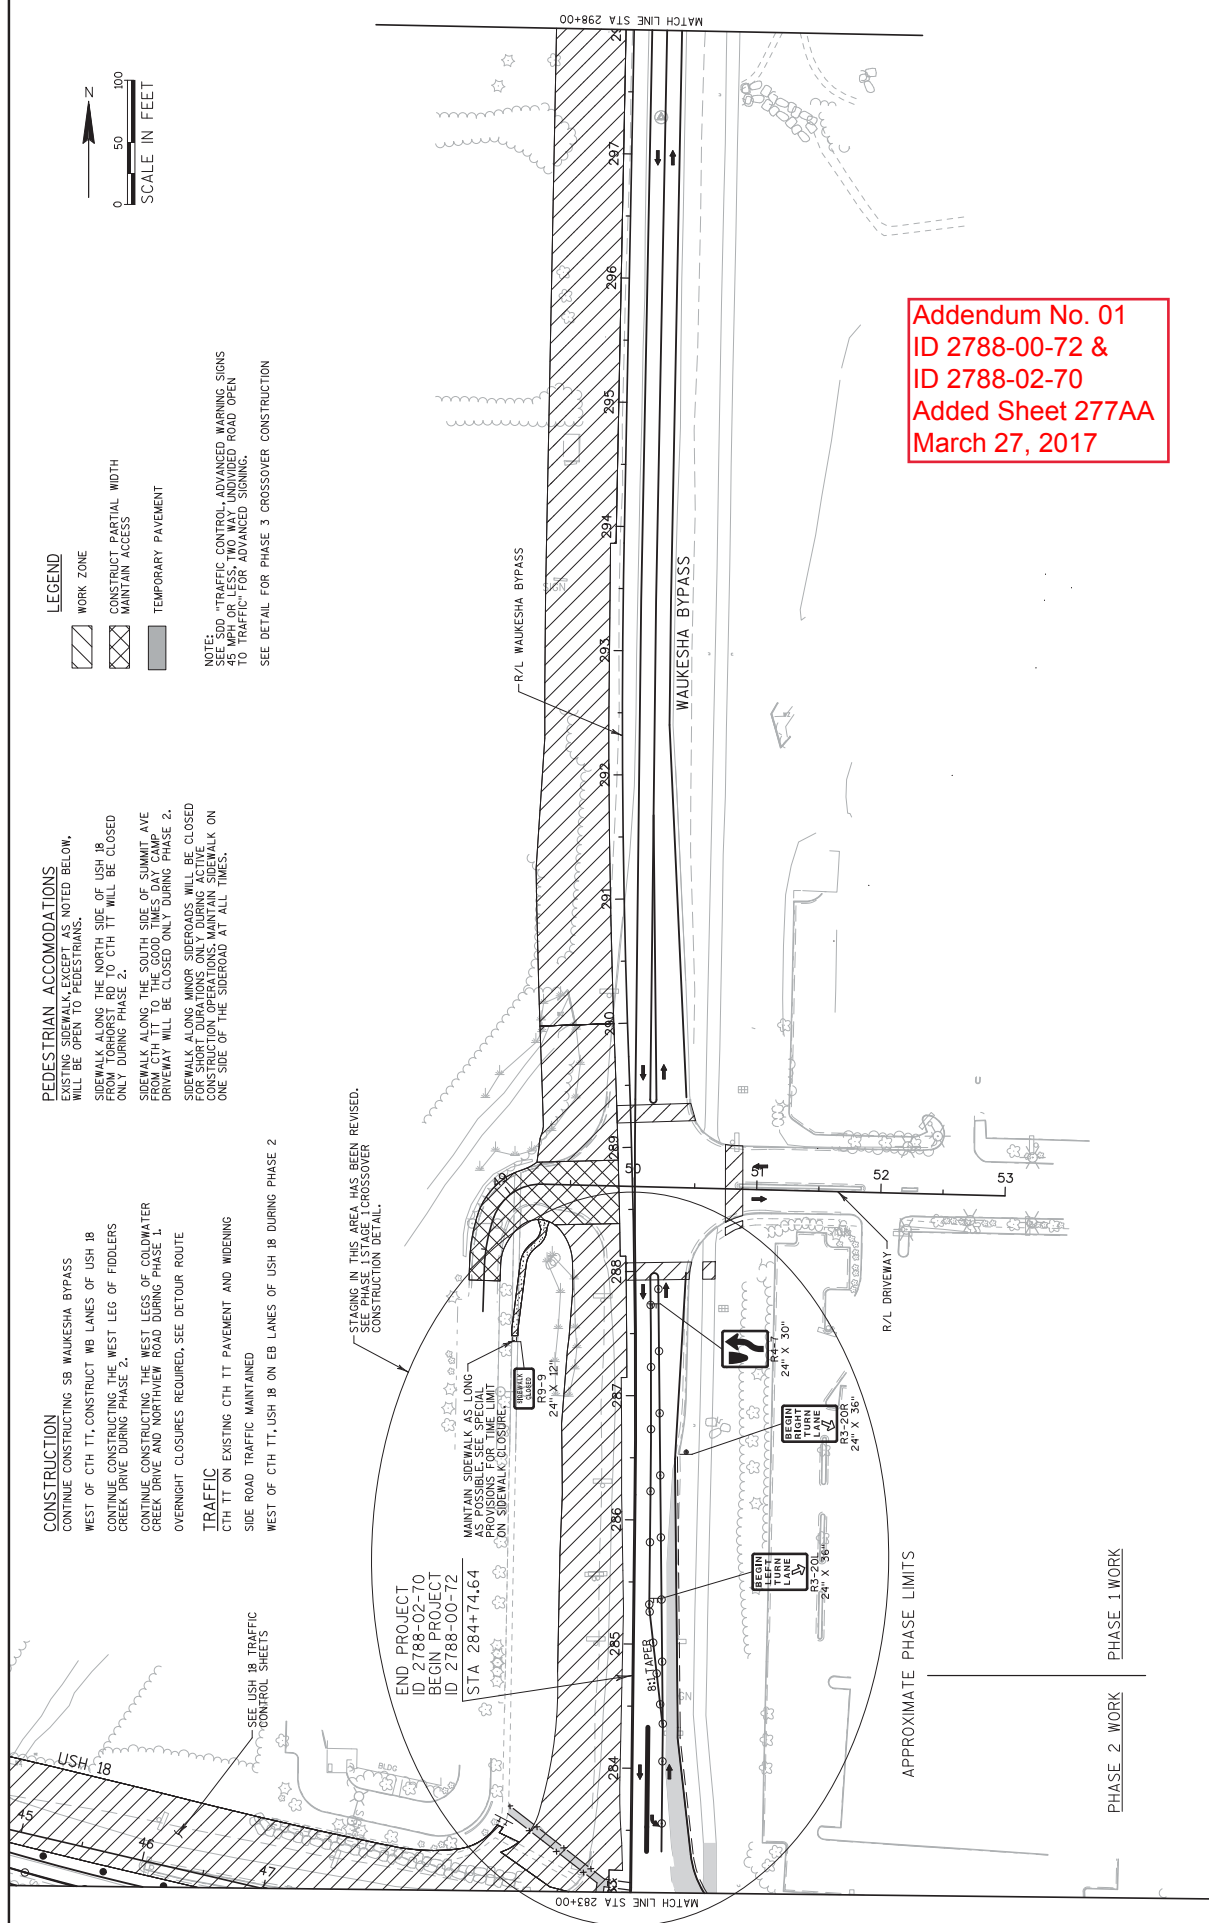 CONSTRUCTION
CONTINUE CONSTRUCTING SB WAUKESHA BYPASS
WEST OF CTH TT, CONSTRUCT WB LANES OF USH 18
CONTINUE CONSTRUCTING THE WEST LEG OF FIDDLERS
CREEK DRIVE DURING PHASE 2.
CONTINUE CONSTRUCTING THE WEST LEGS OF COLDWATER
CREEK DRIVE AND NORTHVIEW ROAD DURING PHASE 1.
OVERNIGHT CLOSURES REQUIRED, SEE DETOUR ROUTE
TRAFFIC
CTH TT ON EXISTING CTH TT PAVEMENT AND WIDENING
SIDE ROAD TRAFFIC MAINTAINED
WEST OF CTH TT, USH 18 ON EB LANES OF USH 18 DURING PHASE 2
PEDESTRIAN ACCOMODATIONS
EXISTING SIDEWALK, EXCEPT AS NOTED BELOW,
WILL BE OPEN TO PEDESTRIANS.
SIDEWALK ALONG THE NORTH SIDE OF USH 18
FROM TORHORST RD TO CTH TT WILL BE CLOSED
ONLY DURING PHASE 2.
SIDEWALK ALONG THE SOUTH SIDE OF SUMMIT AVE
FROM CTH TT TO THE GOOD TIMES DAY CAMP
DRIVEWAY WILL BE CLOSED ONLY DURING PHASE 2.
SIDEWALK ALONG MINOR SIDEROADS WILL BE CLOSED
FOR SHORT DURATIONS ONLY DURING ACTIVE
CONSTRUCTION OPERATIONS. MAINTAIN SIDEWALK ON
ONE SIDE OF THE SIDEROAD AT ALL TIMES.
LEGEND
WORK ZONE
CONSTRUCT PARTIAL WIDTH
MAINTAIN ACCESS
TEMPORARY PAVEMENT
NOTE:
SEE SDD "TRAFFIC CONTROL, ADVANCED WARNING SIGNS
45 MPH OR LESS, TWO WAY UNDIVIDED ROAD OPEN
TO TRAFFIC" FOR ADVANCED SIGNING.
SEE DETAIL FOR PHASE 3 CROSSOVER CONSTRUCTION
N
0 50 100
SCALE IN FEET
SEE USH 18 TRAFFIC
CONTROL SHEETS
USH 18
45
46
47
BLDG
END PROJECT
ID 2788-02-70
BEGIN PROJECT
ID 2788-00-72
STA 284+74.64
STAGING IN THIS AREA HAS BEEN REVISED.
SEE PHASE 1 STAGE 1 CROSSOVER
CONSTRUCTION DETAIL.
MAINTAIN SIDEWALK AS LONG
AS POSSIBLE. SEE SPECIAL
PROVISIONS FOR TIME LIMIT
ON SIDEWALK CLOSURE.
SIDEWALK
CLOSED
R9-9
24" X 12"
R/L WAUKESHA BYPASS
SIGN
MATCH LINE STA 283+00
284
285
286
287
288
289
290
291
292
293
294
295
296
297
MATCH LINE STA 298+00
8:1 TAPER
WAUKESHA BYPASS
49
50
51
52
53
R/L DRIVEWAY
R4-7
24" X 30"
BEGIN
RIGHT
TURN
LANE
R3-20R
24" X 36"
BEGIN
LEFT
TURN
LANE
R3-20L
24" X 36"
APPROXIMATE PHASE LIMITS
PHASE 2 WORK
PHASE 1 WORK
Addendum No. 01
ID 2788-00-72 &
ID 2788-02-70
Added Sheet 277AA
March 27, 2017